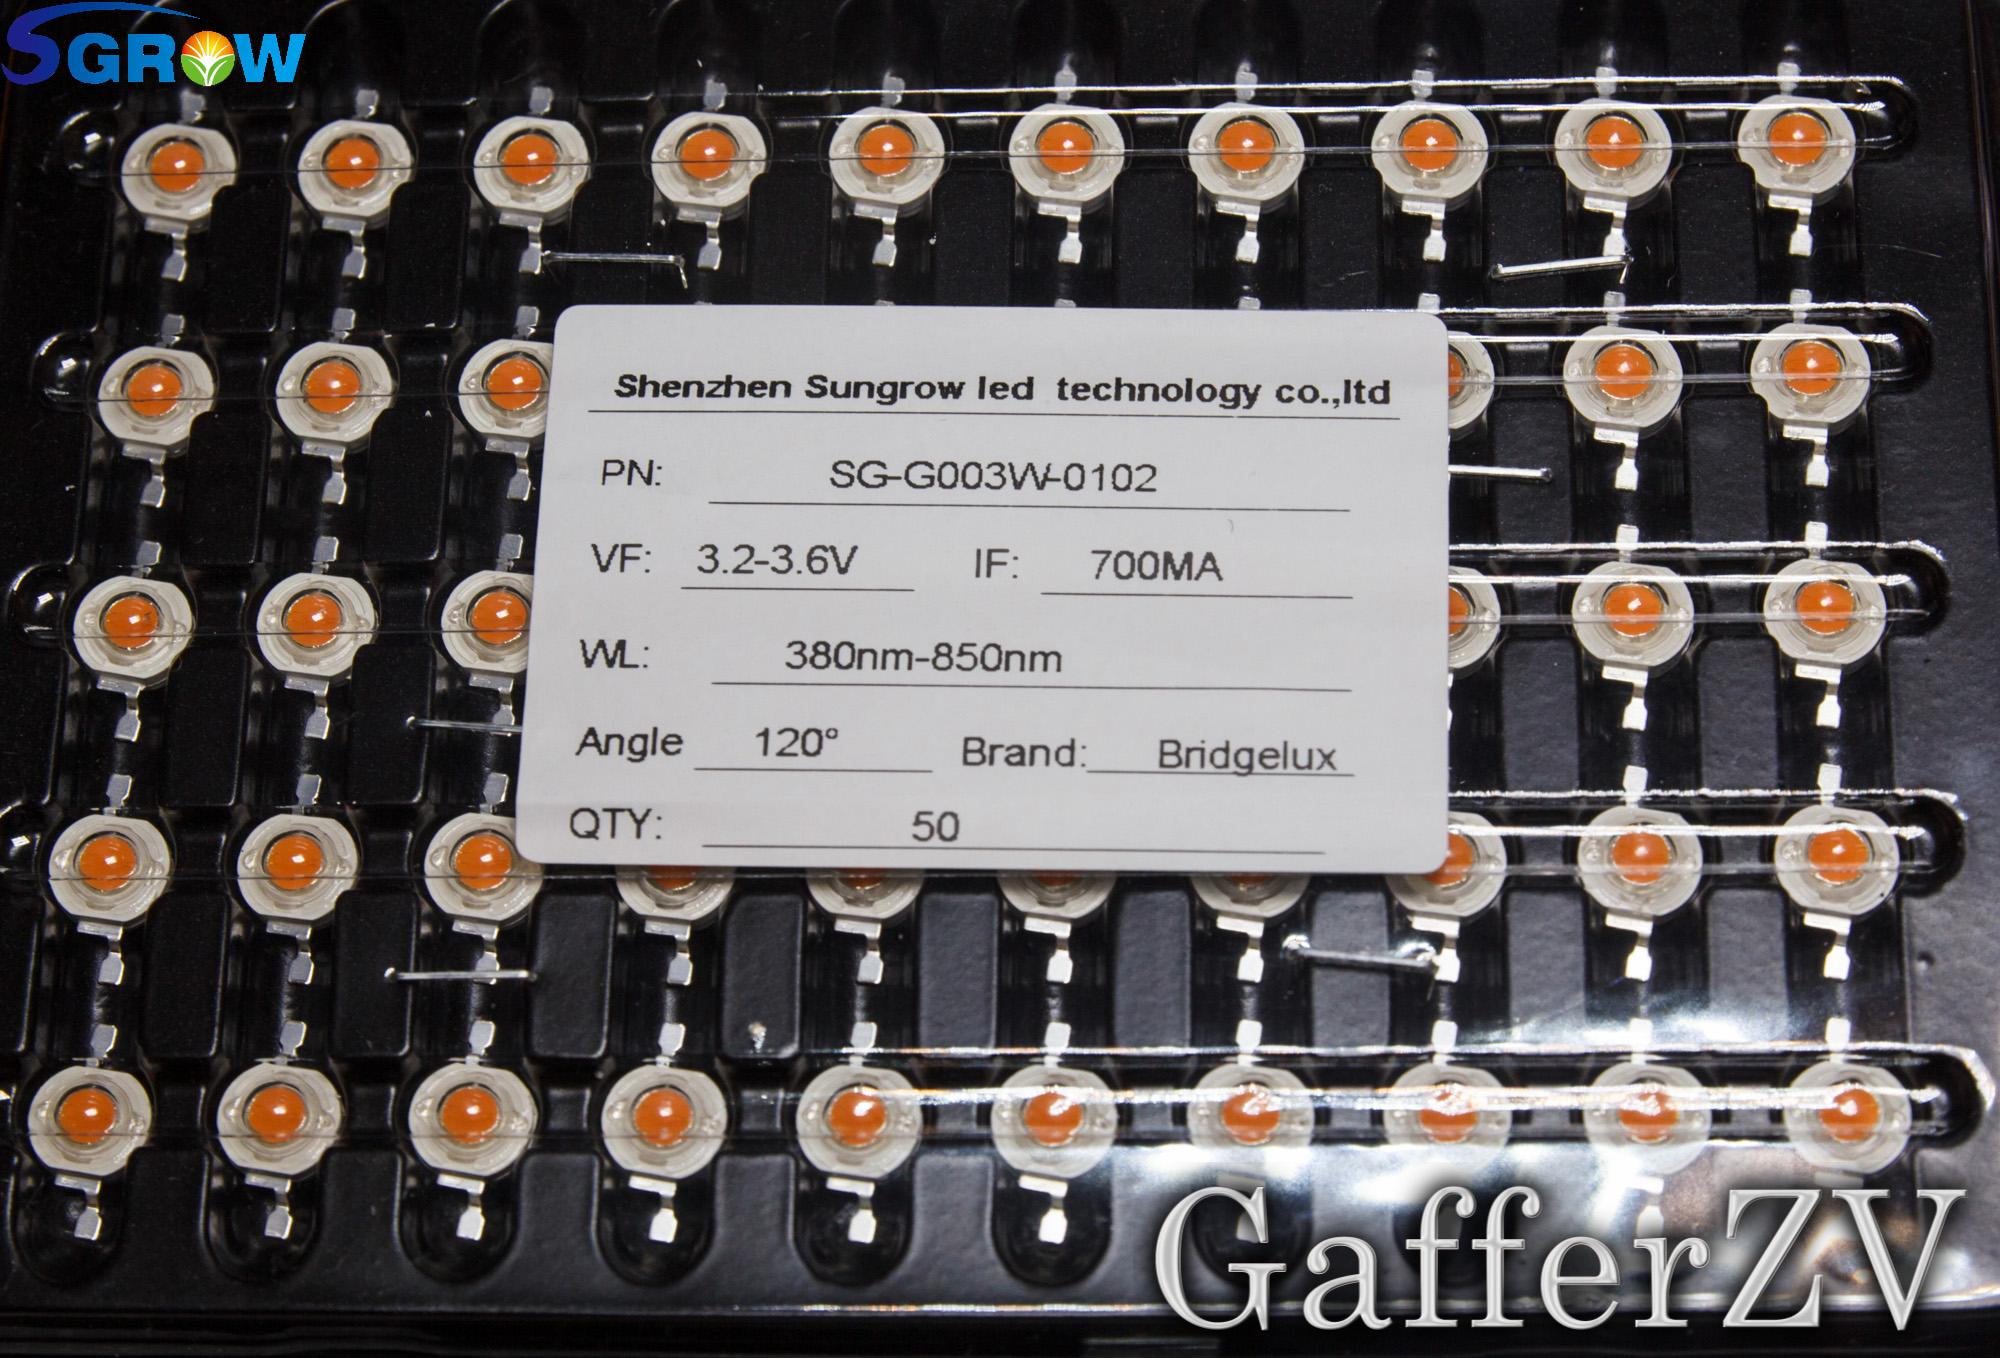 SGROW
Shenzhen Sungrow led technology co.,ltd
PN: SG-G003W-0102
VF: 3.2-3.6V IF: 700MA
WL: 380nm-850nm
Angle 120° Brand: Bridgelux
QTY: 50
GafferZV